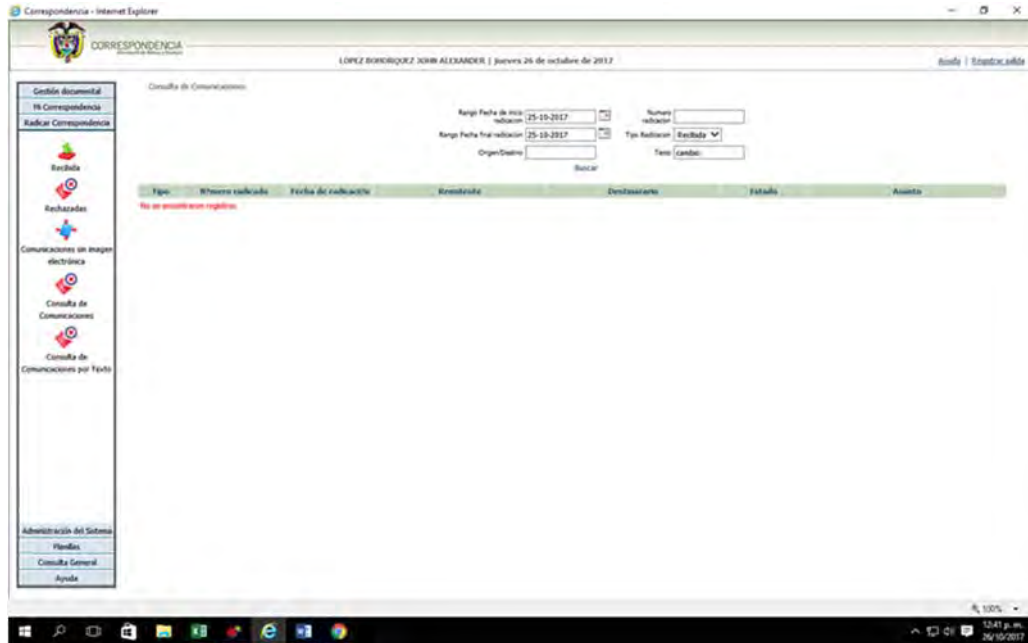 Correspondencia - Internet Explorer
CORRESPONDENCIA
LOPEZ BOHORQUEZ JOHN ALEXANDER | Jueves 26 de octubre de 2017
Ayuda | Registrar salida
Gestión documental
Mi Correspondencia
Radicar Correspondencia
Recibida
Rechazadas
Comunicaciones sin imagen
electrónica
Consulta de
Comunicaciones
Consulta de
Comunicaciones por Texto
Administración del Sistema
Planillas
Consulta General
Ayuda
Consulta de Comunicaciones
Rango Fecha de inicio
radicacion 25-10-2017
Numero
radicacion
Rango Fecha final radicacion 25-10-2017
Tipo Radicacion Recibida
Origen/Destino
Buscar
Tipo Número radicado Fecha de radicación Remitente Destinatario Estado Asunto
No se encontraron registros.
100%
12:41 p. m.
26/10/2017